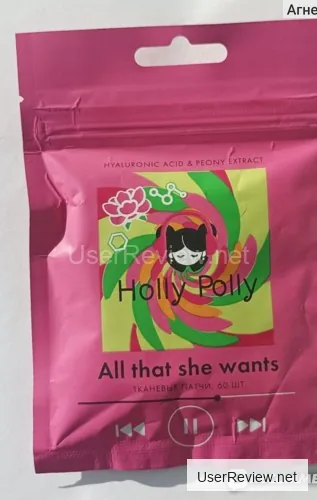 Агне
HYALURONIC ACID & PEONY EXTRACT
UserReview.net
Holly Polly
All that she wants
ТКАНЕВЫЕ ПАТЧИ, 60 ШТ
UserReview.net